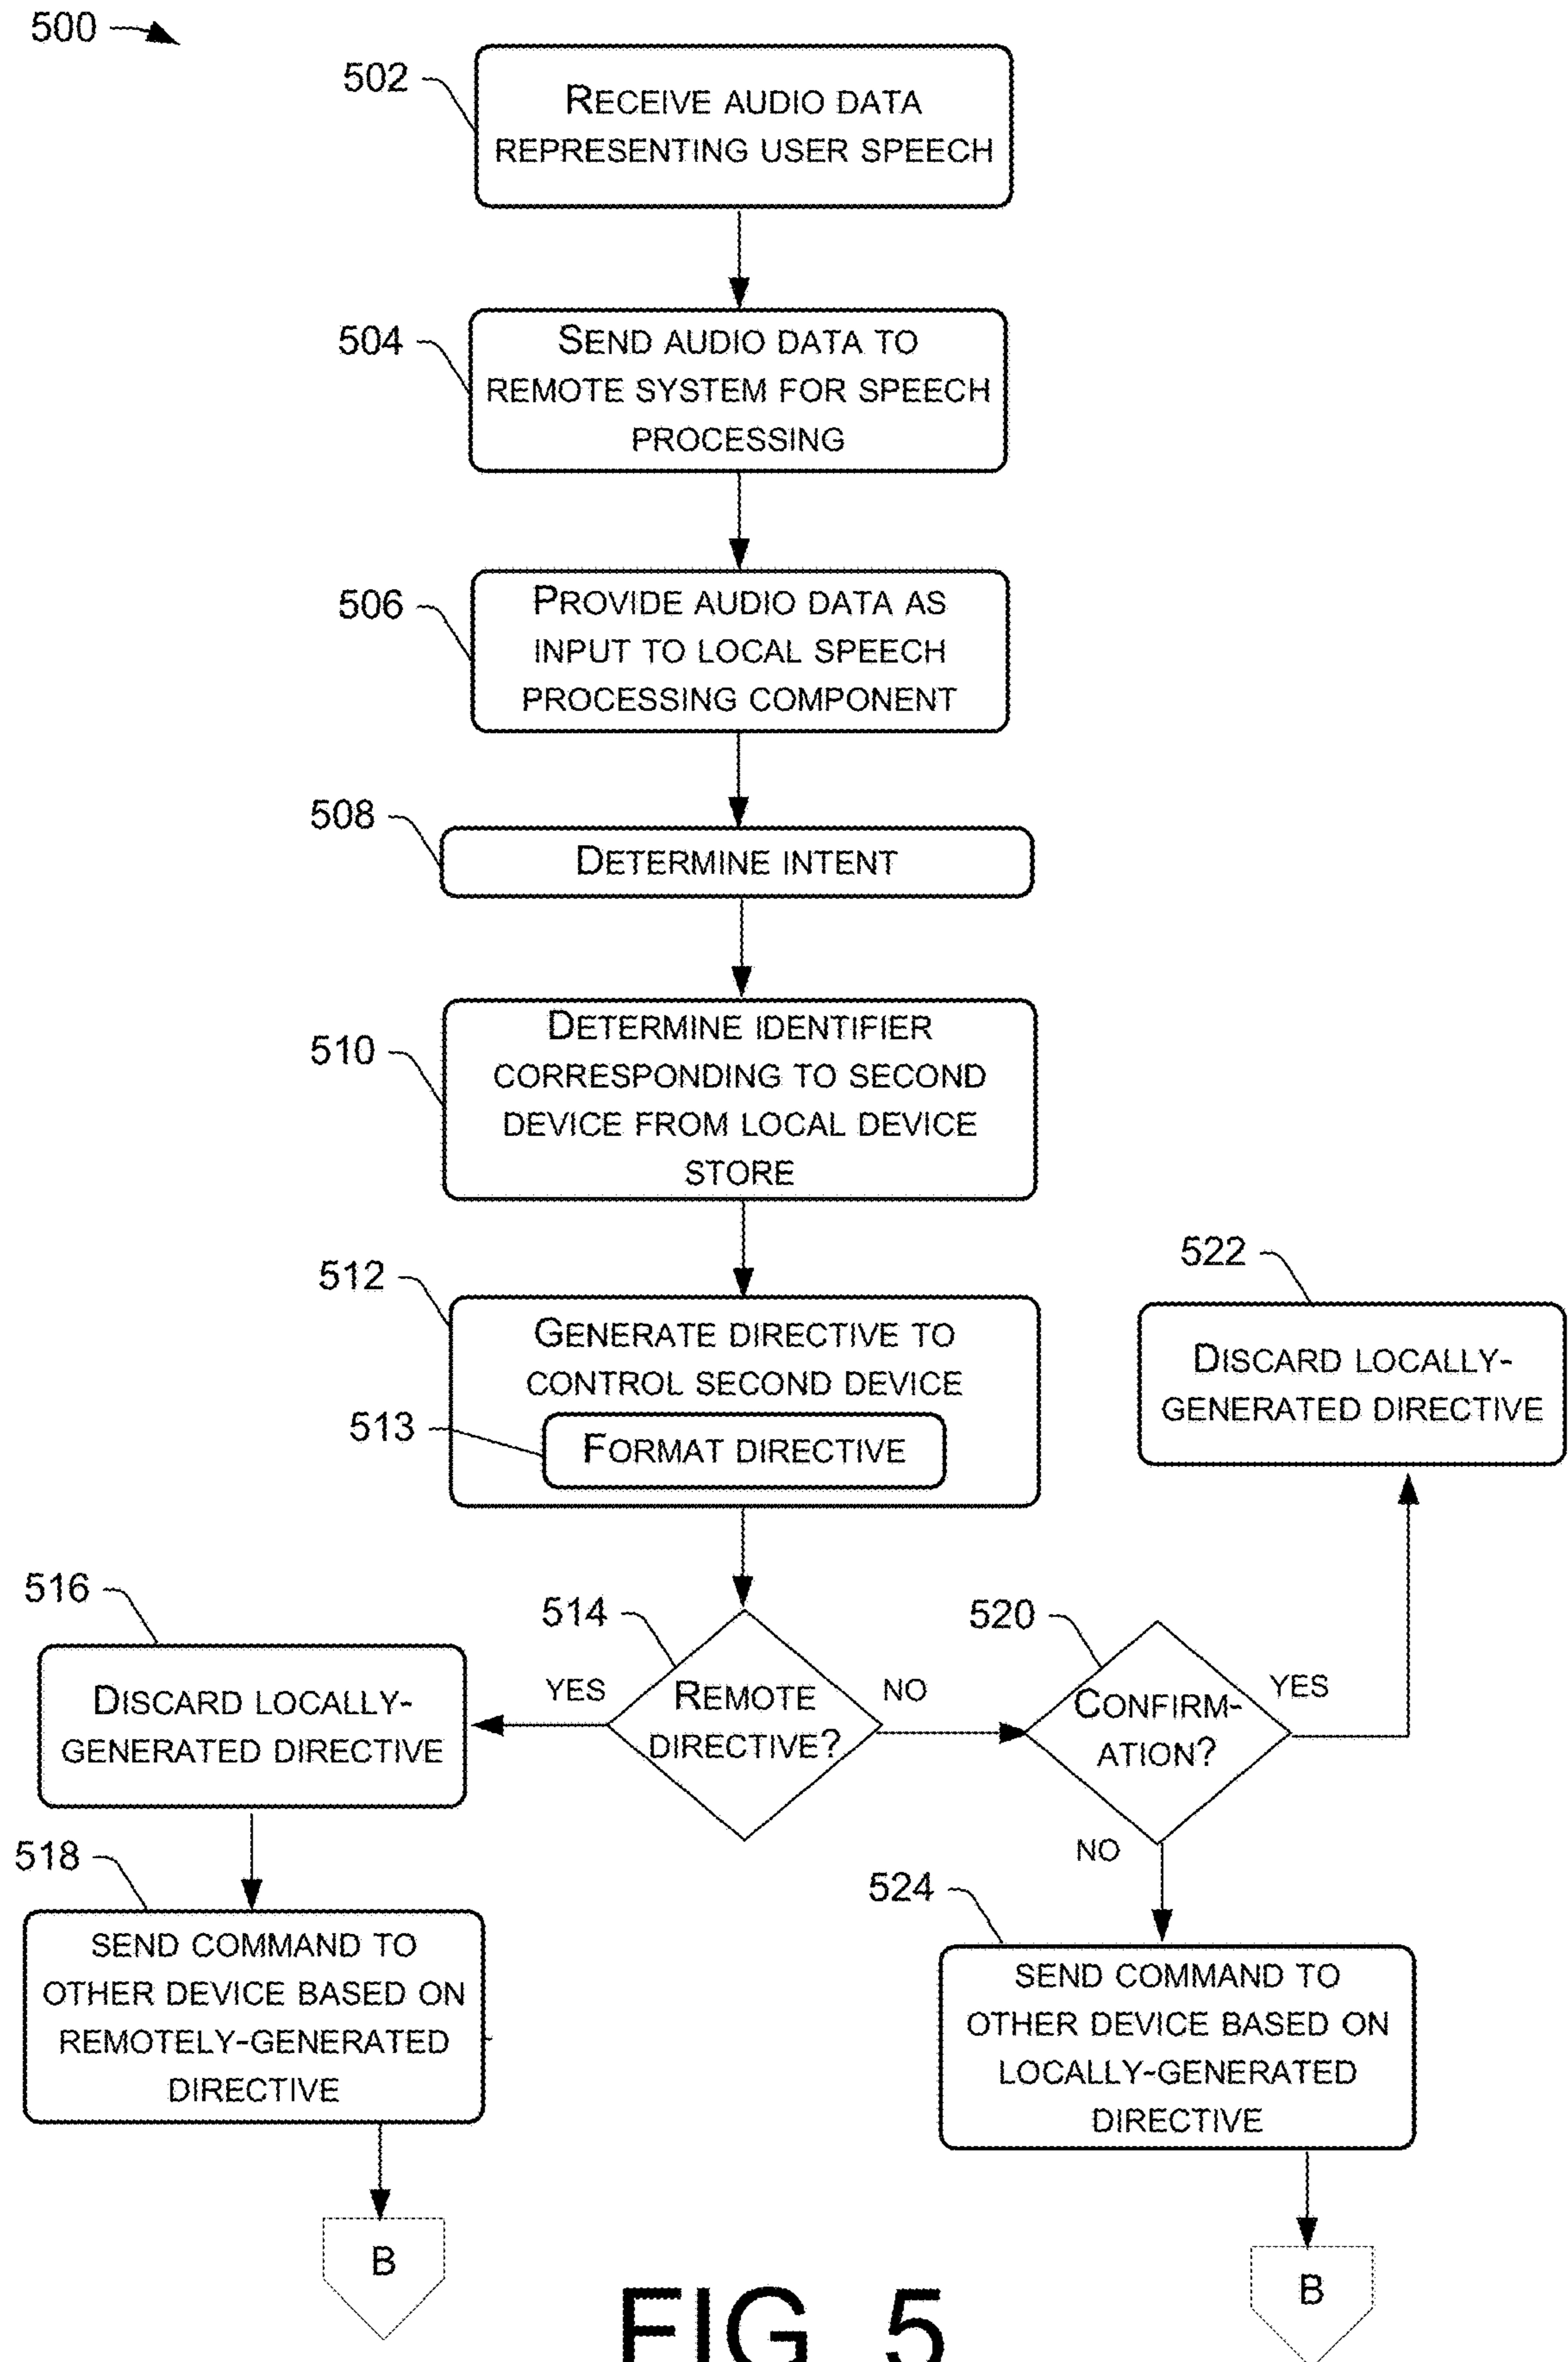 500
502
RECEIVE AUDIO DATA
REPRESENTING USER SPEECH
504
SEND AUDIO DATA TO
REMOTE SYSTEM FOR SPEECH
PROCESSING
506
PROVIDE AUDIO DATA AS
INPUT TO LOCAL SPEECH
PROCESSING COMPONENT
508
DETERMINE INTENT
510
DETERMINE IDENTIFIER
CORRESPONDING TO SECOND
DEVICE FROM LOCAL DEVICE
STORE
512
GENERATE DIRECTIVE TO
CONTROL SECOND DEVICE
513
FORMAT DIRECTIVE
522
DISCARD LOCALLY-
GENERATED DIRECTIVE
514
REMOTE
DIRECTIVE?
YES
NO
516
DISCARD LOCALLY-
GENERATED DIRECTIVE
518
SEND COMMAND TO
OTHER DEVICE BASED ON
REMOTELY-GENERATED
DIRECTIVE
B
520
CONFIRM-
ATION?
YES
NO
524
SEND COMMAND TO
OTHER DEVICE BASED ON
LOCALLY-GENERATED
DIRECTIVE
B
FIG. 5